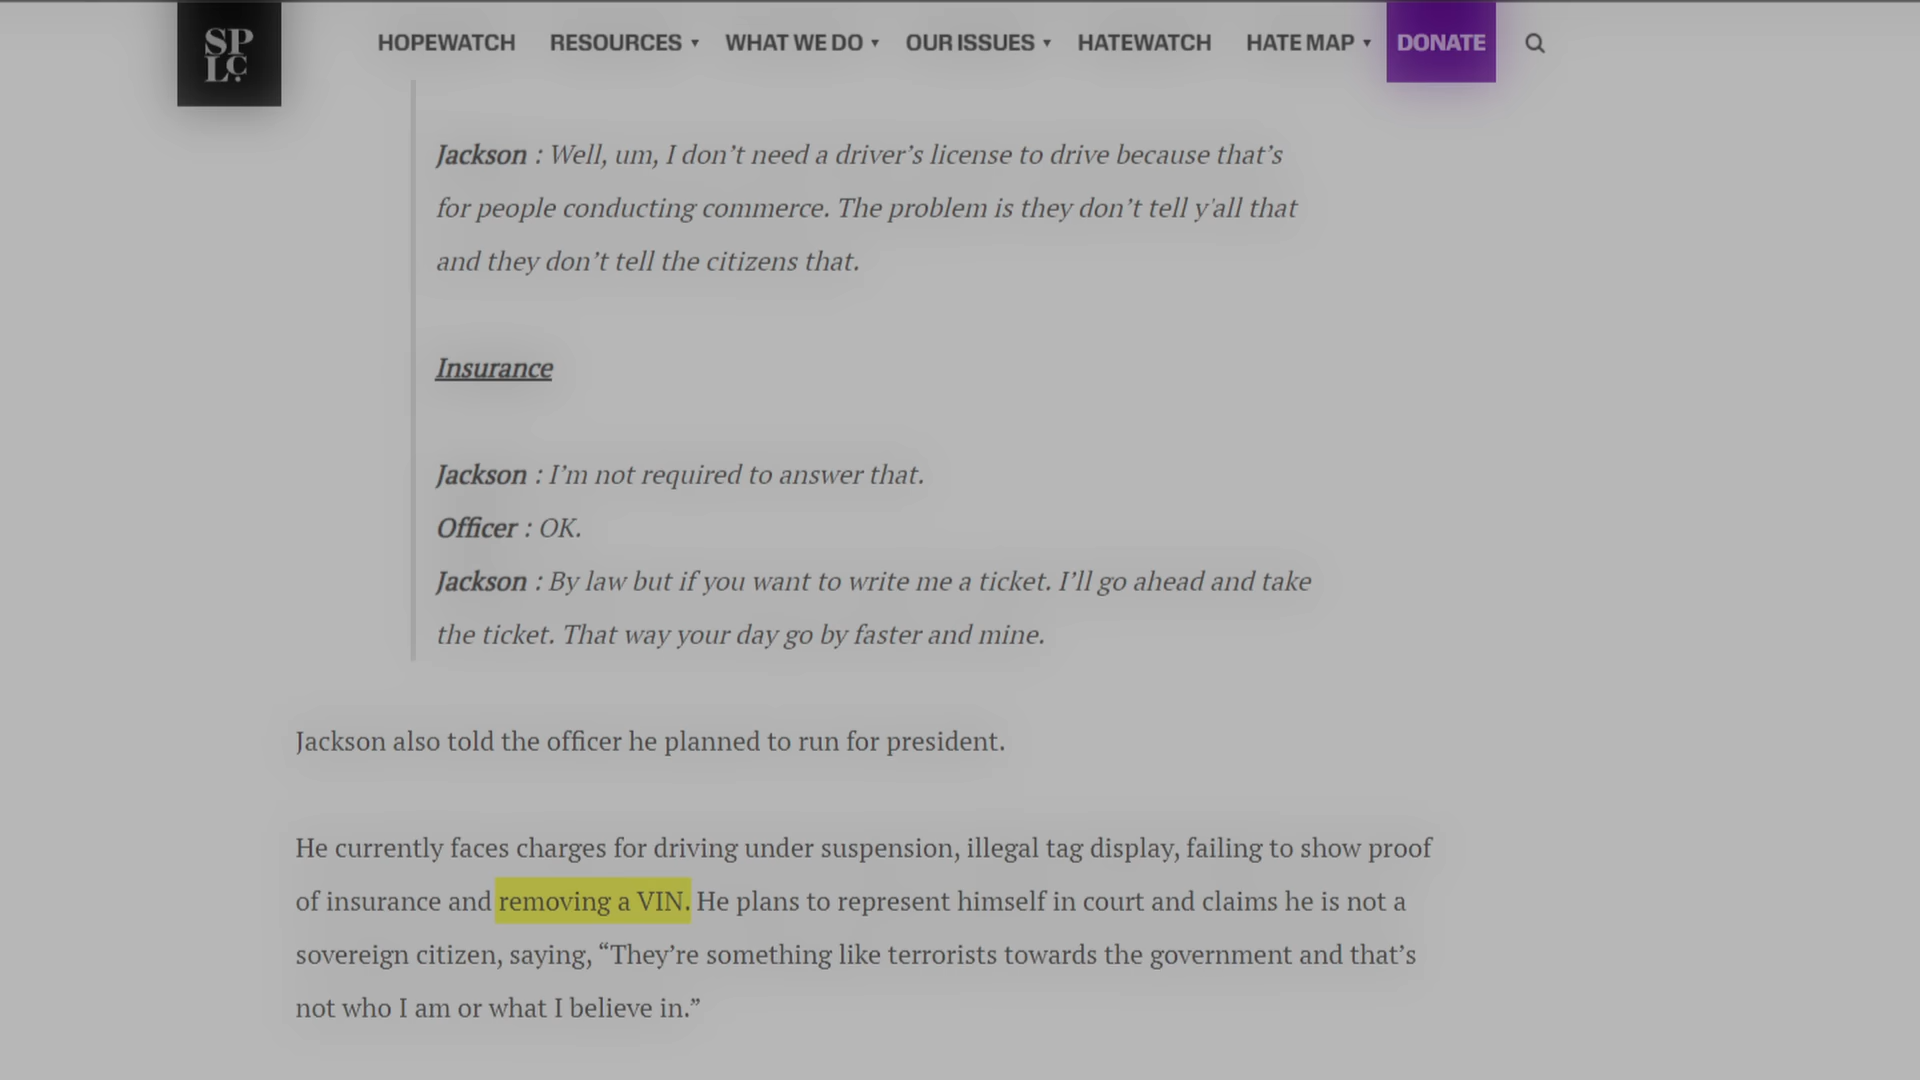 SP
LC.
HOPEWATCH RESOURCES ▾ WHAT WE DO ▾ OUR ISSUES ▾ HATEWATCH HATE MAP ▾ DONATE
Jackson : Well, um, I don’t need a driver’s license to drive because that’s
for people conducting commerce. The problem is they don’t tell y'all that
and they don’t tell the citizens that.
Insurance
Jackson : I’m not required to answer that.
Officer : OK.
Jackson : By law but if you want to write me a ticket. I’ll go ahead and take
the ticket. That way your day go by faster and mine.
Jackson also told the officer he planned to run for president.
He currently faces charges for driving under suspension, illegal tag display, failing to show proof
of insurance and removing a VIN. He plans to represent himself in court and claims he is not a
sovereign citizen, saying, “They’re something like terrorists towards the government and that’s
not who I am or what I believe in.”